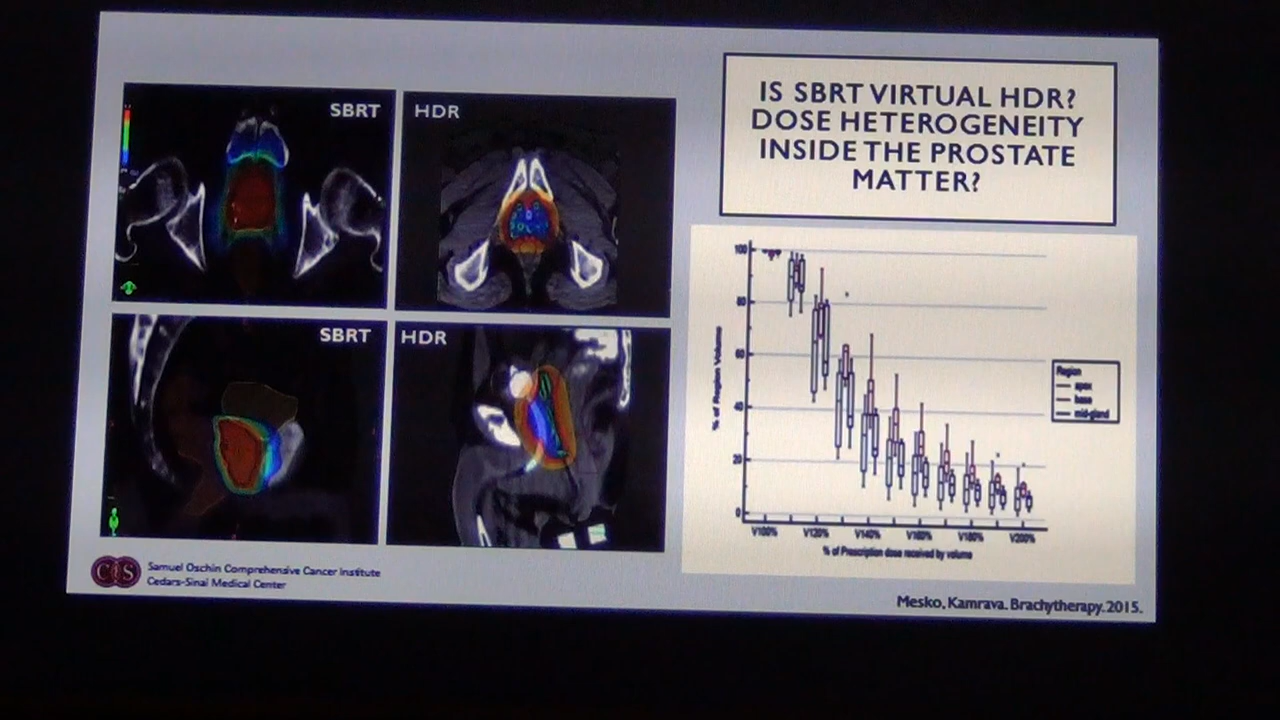 SBRT
HDR
IS SBRT VIRTUAL HDR?
DOSE HETEROGENEITY
INSIDE THE PROSTATE
MATTER?
SBRT
HDR
100
80
60
40
20
0
% of Region Volume
Region
apex
base
mid-gland
V100%
V120%
V140%
V160%
V180%
V200%
% of Prescription dose received by volume
Samuel Oschin Comprehensive Cancer Institute
Cedars-Sinai Medical Center
Mesko, Kamrava. Brachytherapy. 2015.